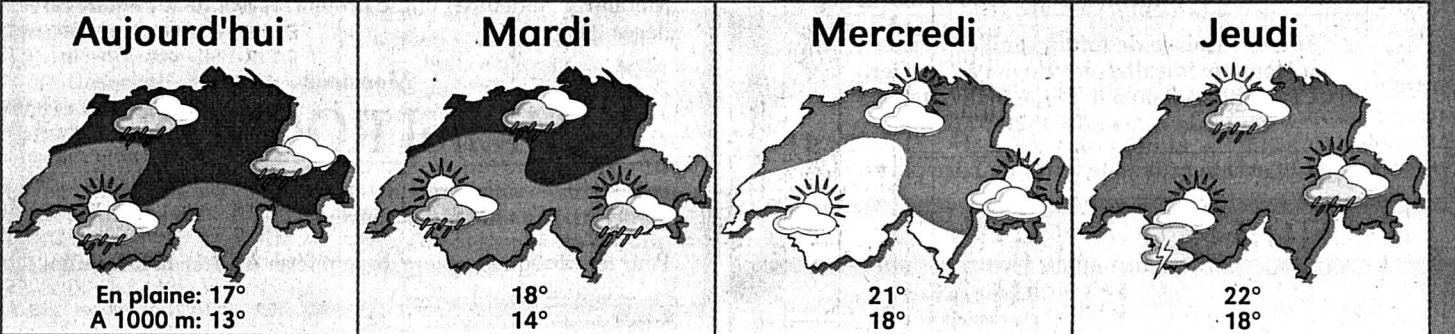 Aujourd'hui
En plaine: 17°
A 1000 m: 13°
Mardi
18°
14°
Mercredi
21°
18°
Jeudi
22°
18°